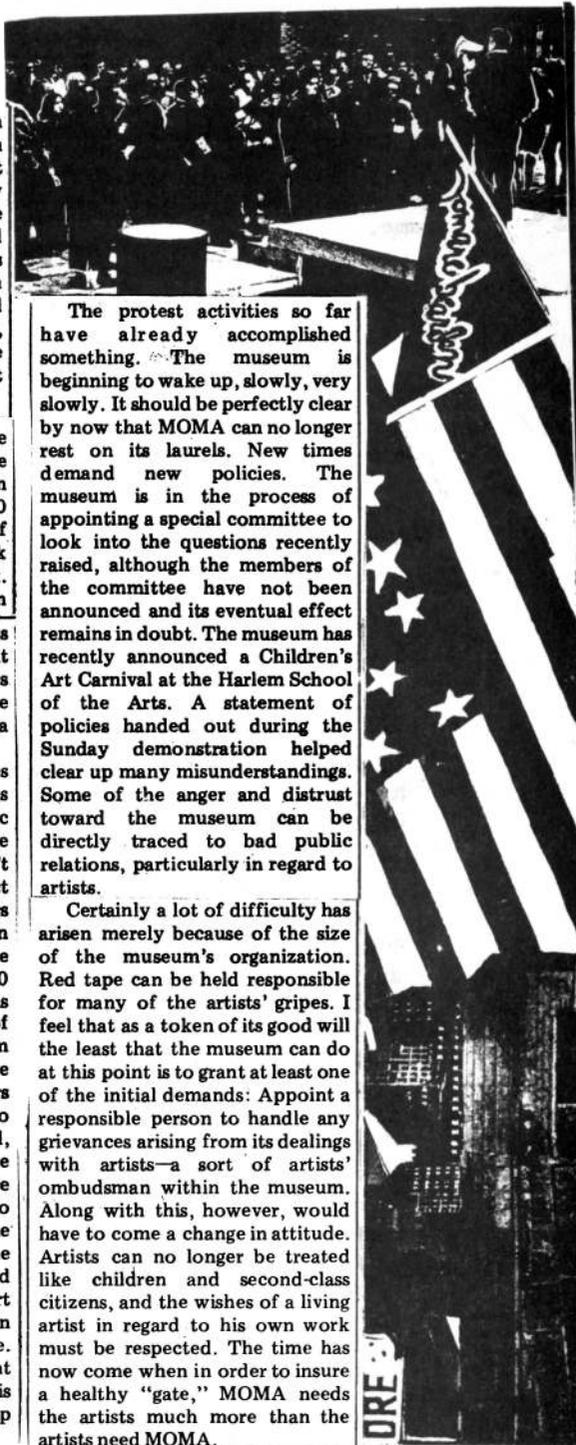 The protest activities so far
have already accomplished
something. The museum is
beginning to wake up, slowly, very
slowly. It should be perfectly clear
by now that MOMA can no longer
rest on its laurels. New times
demand new policies. The
museum is in the process of
appointing a special committee to
look into the questions recently
raised, although the members of
the committee have not been
announced and its eventual effect
remains in doubt. The museum has
recently announced a Children's
Art Carnival at the Harlem School
of the Arts. A statement of
policies handed out during the
Sunday demonstration helped
clear up many misunderstandings.
Some of the anger and distrust
toward the museum can be
directly traced to bad public
relations, particularly in regard to
artists.
Certainly a lot of difficulty has
arisen merely because of the size
of the museum's organization.
Red tape can be held responsible
for many of the artists' gripes. I
feel that as a token of its good will
the least that the museum can do
at this point is to grant at least one
of the initial demands: Appoint a
responsible person to handle any
grievances arising from its dealings
with artists—a sort of artists'
ombudsman within the museum.
Along with this, however, would
have to come a change in attitude.
Artists can no longer be treated
like children and second-class
citizens, and the wishes of a living
artist in regard to his own work
must be respected. The time has
now come when in order to insure
a healthy "gate," MOMA needs
the artists much more than the
artists need MOMA.
ORE